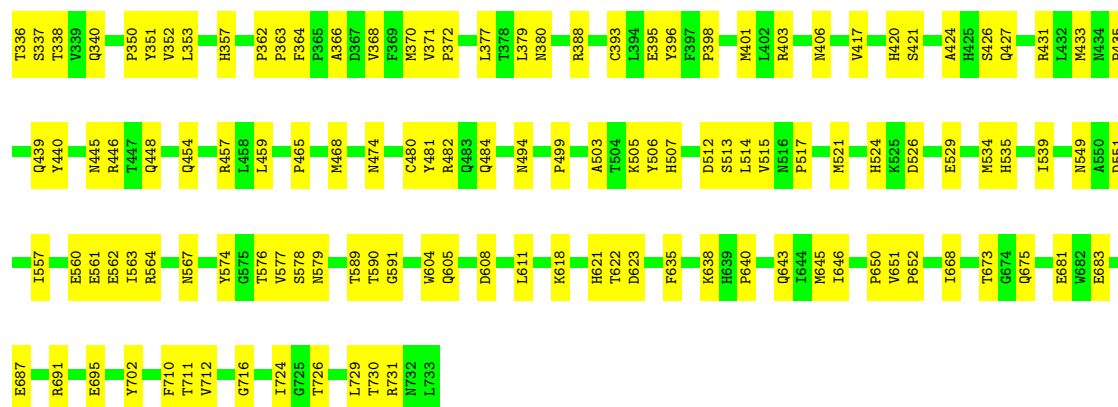 T336 S337 T338 V339 Q340 P350 Y351 V352 L353 H357 P362 P363 F364 P365 A366 D367 V368 F369 M370 V371 P372 L377 T378 L379 N380 R388 C393 L394 E395 Y396 F397 P398 M401 L402 R403 N406 V417 H420 S421 A424 H425 S426 Q427 R431 L432 M433 N434
Q439 Y440 N445 R446 T447 Q448 Q454 R457 L458 L459 P465 M468 N474 C480 Y481 R482 Q483 Q484 N494 P499 A503 T504 K505 Y506 H507 D512 S513 L514 V515 N516 P517 M521 H524 K525 D526 E529 M534 H535 I539 N549 A550 D551
I557 E560 E561 E562 I563 R564 N567 Y574 G575 T576 V577 S578 N579 T589 T590 G591 W604 Q605 D608 L611 K618 H621 T622 D623 F635 K638 H639 P640 Q643 I644 M645 I646 P650 V651 P652 I668 T673 G674 Q675 E681 W682 E683
E687 R691 E695 Y702 F710 T711 V712 G716 I724 G725 T726 L729 T730 R731 N732 L733